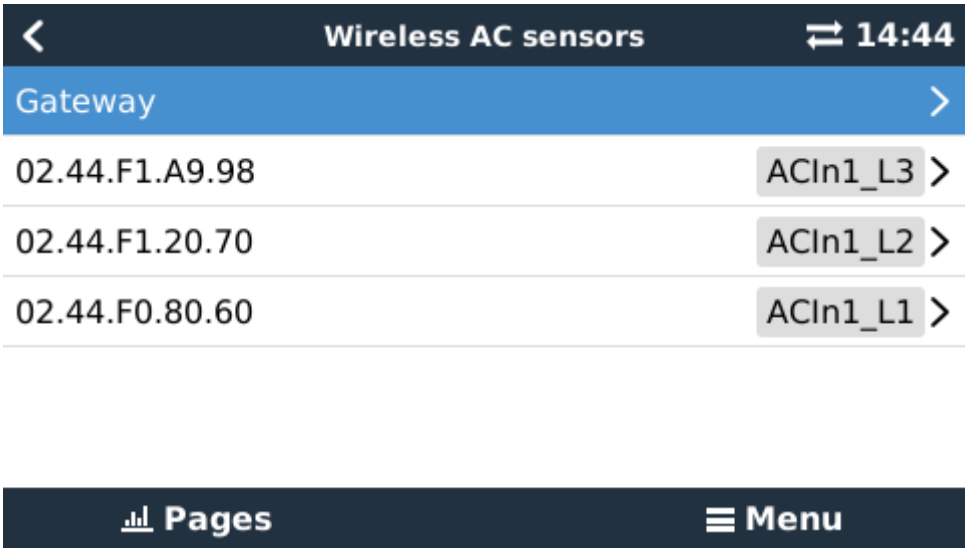 Wireless AC sensors 14:44
Gateway
02.44.F1.A9.98 ACIn1_L3
02.44.F1.20.70 ACIn1_L2
02.44.F0.80.60 ACIn1_L1
Pages Menu